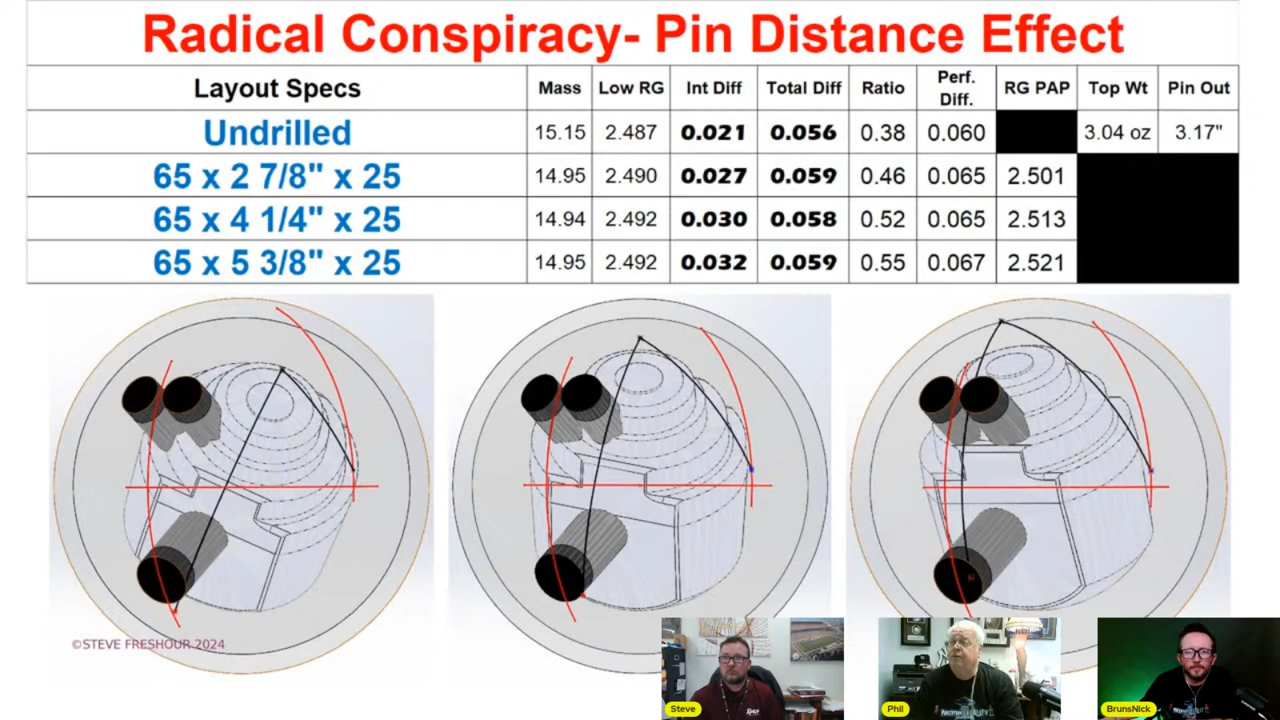 Radical Conspiracy- Pin Distance Effect
Layout Specs Mass Low RG Int Diff Total Diff Ratio Perf. Diff. RG PAP Top Wt Pin Out
Undrilled 15.15 2.487 0.021 0.056 0.38 0.060 3.04 oz 3.17"
65 x 2 7/8" x 25 14.95 2.490 0.027 0.059 0.46 0.065 2.501
65 x 4 1/4" x 25 14.94 2.492 0.030 0.058 0.52 0.065 2.513
65 x 5 3/8" x 25 14.95 2.492 0.032 0.059 0.55 0.067 2.521
©STEVE FRESHOUR 2024
Steve Phil BrunsNick